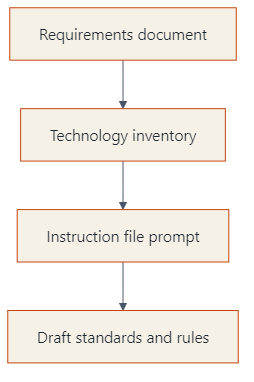 Requirements document
Technology inventory
Instruction file prompt
Draft standards and rules